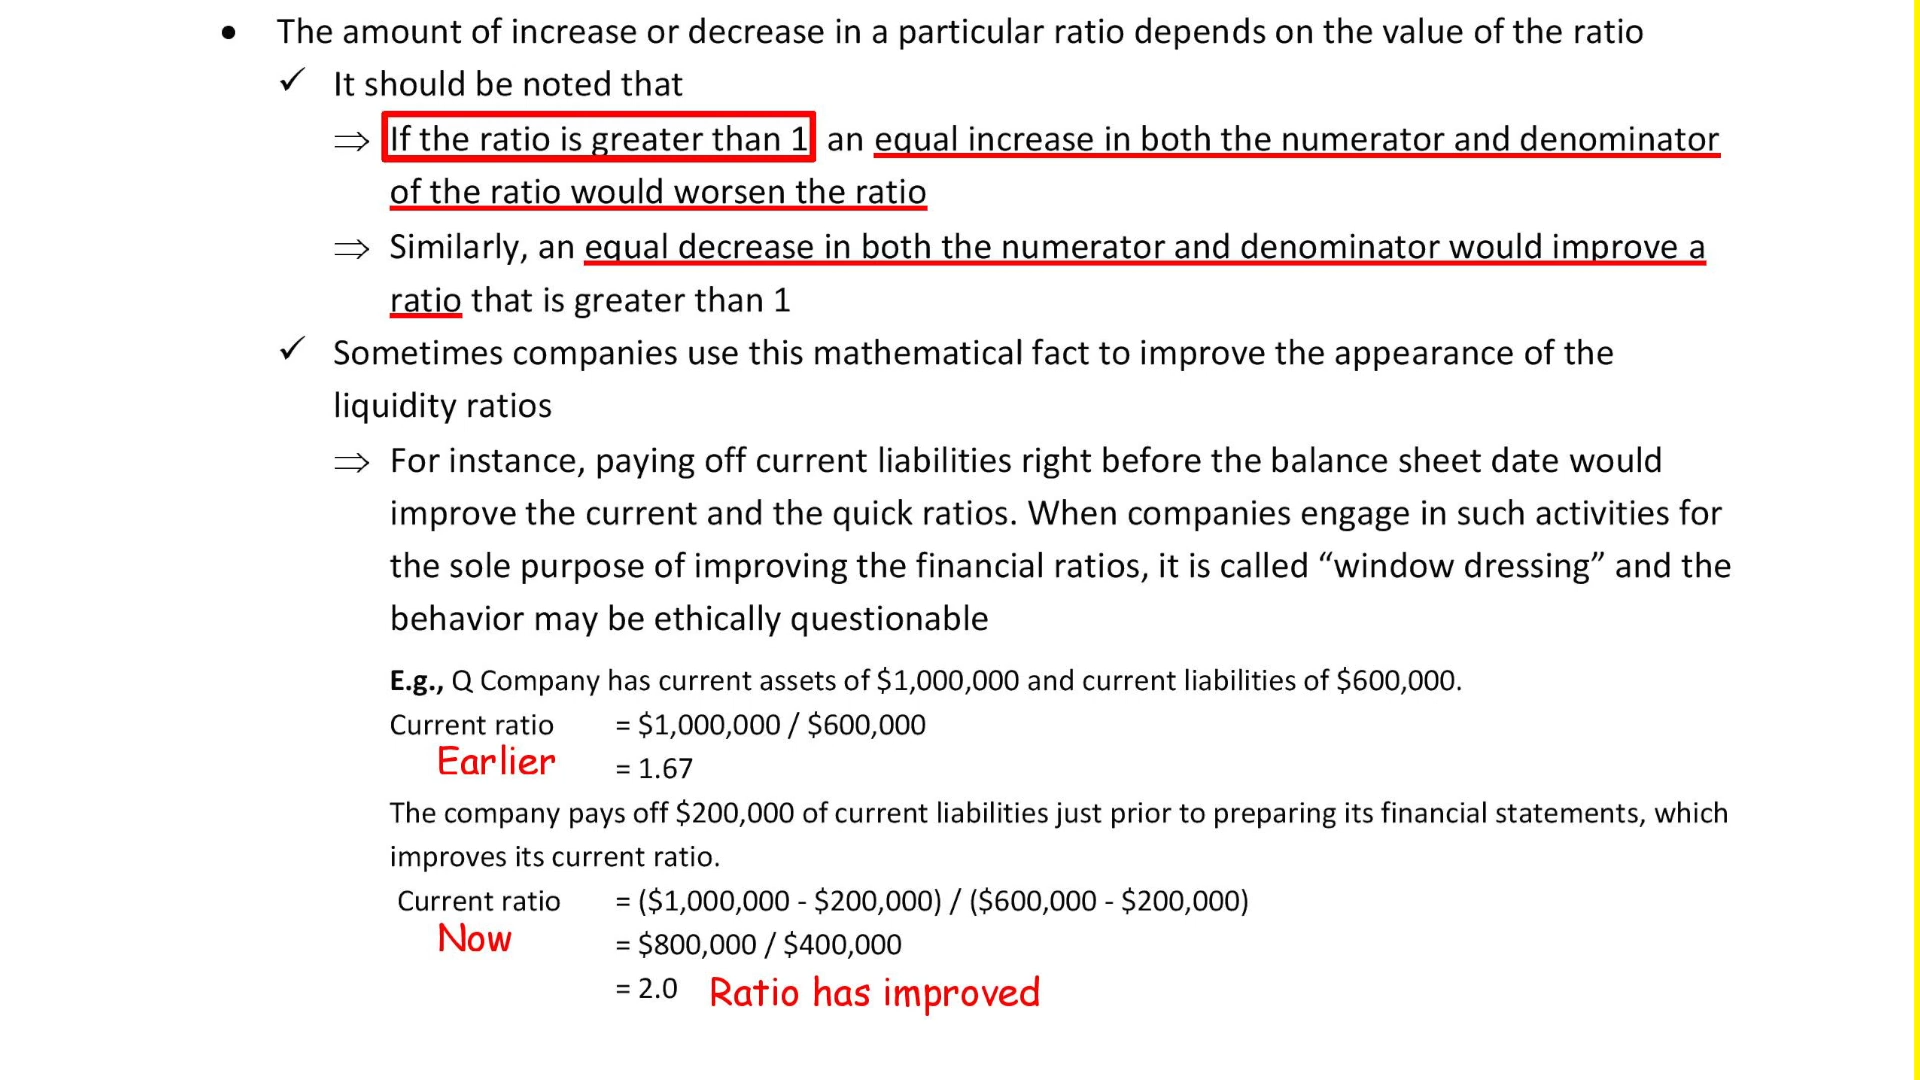 • The amount of increase or decrease in a particular ratio depends on the value of the ratio
✓ It should be noted that
⇒ If the ratio is greater than 1 an equal increase in both the numerator and denominator
of the ratio would worsen the ratio
⇒ Similarly, an equal decrease in both the numerator and denominator would improve a
ratio that is greater than 1
✓ Sometimes companies use this mathematical fact to improve the appearance of the
liquidity ratios
⇒ For instance, paying off current liabilities right before the balance sheet date would
improve the current and the quick ratios. When companies engage in such activities for
the sole purpose of improving the financial ratios, it is called “window dressing” and the
behavior may be ethically questionable
E.g., Q Company has current assets of $1,000,000 and current liabilities of $600,000.
Current ratio = $1,000,000 / $600,000
Earlier = 1.67
The company pays off $200,000 of current liabilities just prior to preparing its financial statements, which
improves its current ratio.
Current ratio = ($1,000,000 - $200,000) / ($600,000 - $200,000)
Now = $800,000 / $400,000
= 2.0 Ratio has improved